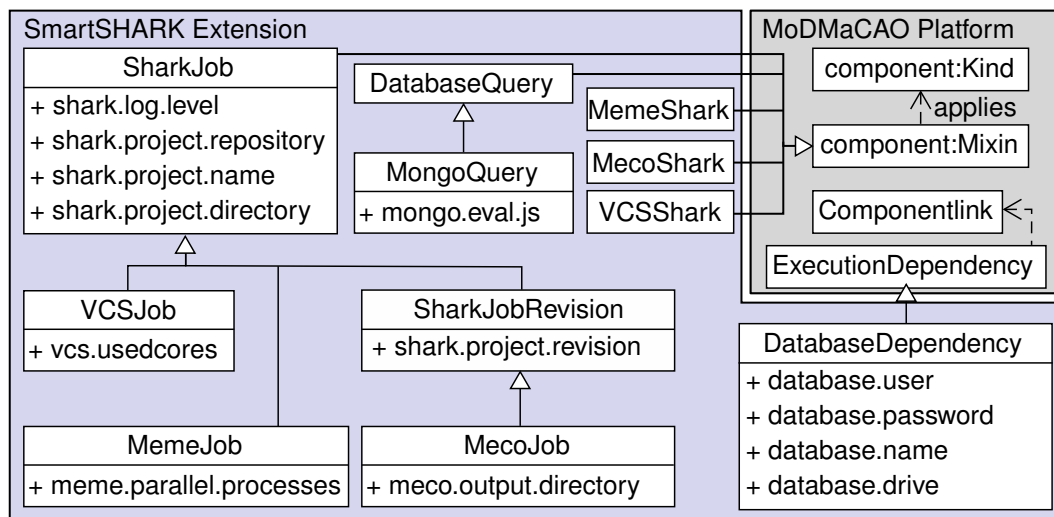 SmartSHARK Extension
SharkJob
+ shark.log.level
+ shark.project.repository
+ shark.project.name
+ shark.project.directory
DatabaseQuery
MongoQuery
+ mongo.eval.js
MemeShark
MecoShark
VCSShark
MoDMaCAO Platform
component:Kind
applies
component:Mixin
Componentlink
ExecutionDependency
VCSJob
+ vcs.usedcores
SharkJobRevision
+ shark.project.revision
DatabaseDependency
+ database.user
+ database.password
+ database.name
+ database.drive
MemeJob
+ meme.parallel.processes
MecoJob
+ meco.output.directory